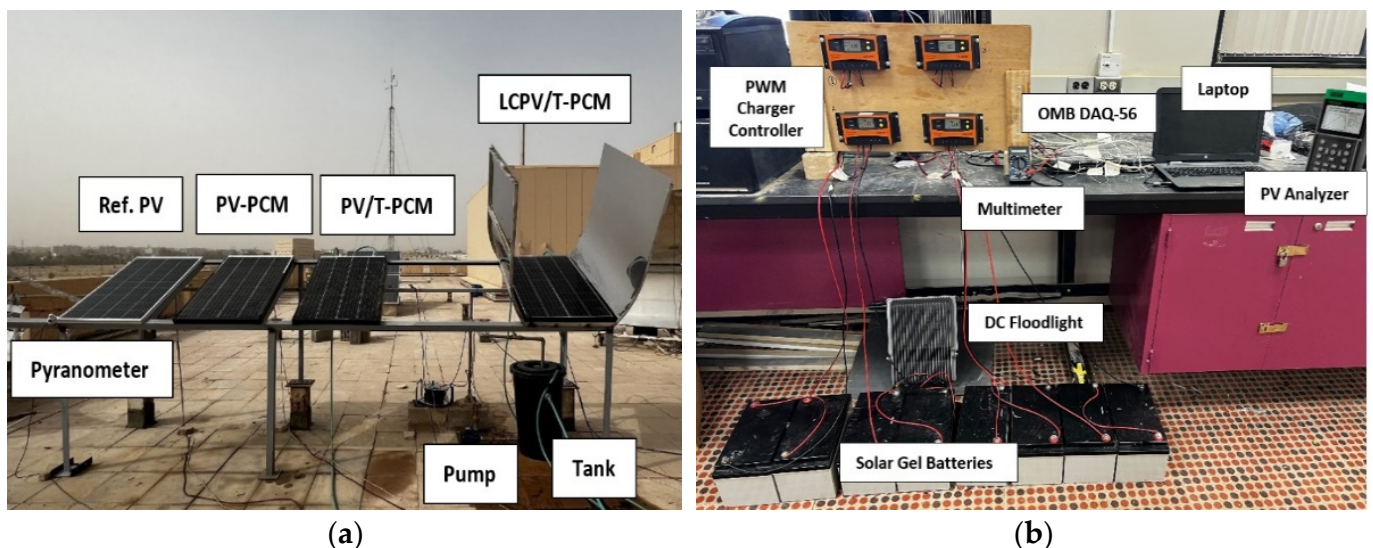 LCPV/T-PCM
Ref. PV
PV-PCM
PV/T-PCM
Pyranometer
Pump
Tank
(a)
PWM
Charger
Controller
OMB DAQ-56
Laptop
Multimeter
PV Analyzer
DC Floodlight
Solar Gel Batteries
(b)